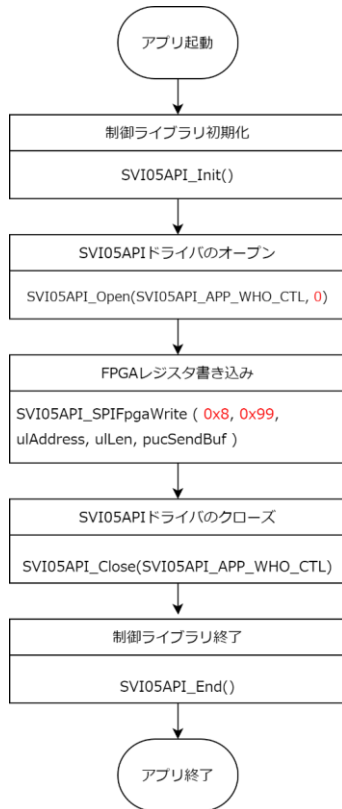 アプリ起動
制御ライブラリ初期化
SVI05API_Init()
SVI05APIドライバのオープン
SVI05API_Open(SVI05API_APP_WHO_CTL, 0)
FPGAレジスタ書き込み
SVI05API_SPIFpgaWrite ( 0x8, 0x99,
ulAddress, ulLen, pucSendBuf )
SVI05APIドライバのクローズ
SVI05API_Close(SVI05API_APP_WHO_CTL)
制御ライブラリ終了
SVI05API_End()
アプリ終了